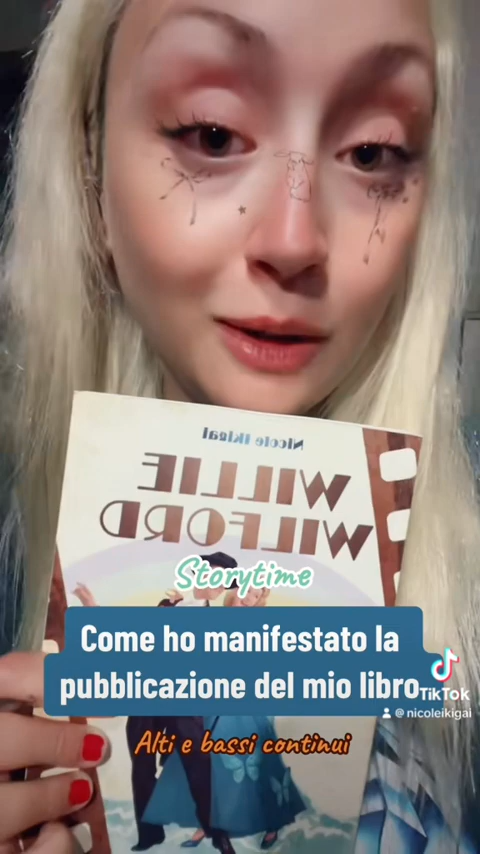 Nicole Ikigai
WILLIE
WILFORD
Storytime
Come ho manifestato la
pubblicazione del mio libro
TikTok
@nicoleikigai
Alti e bassi continui